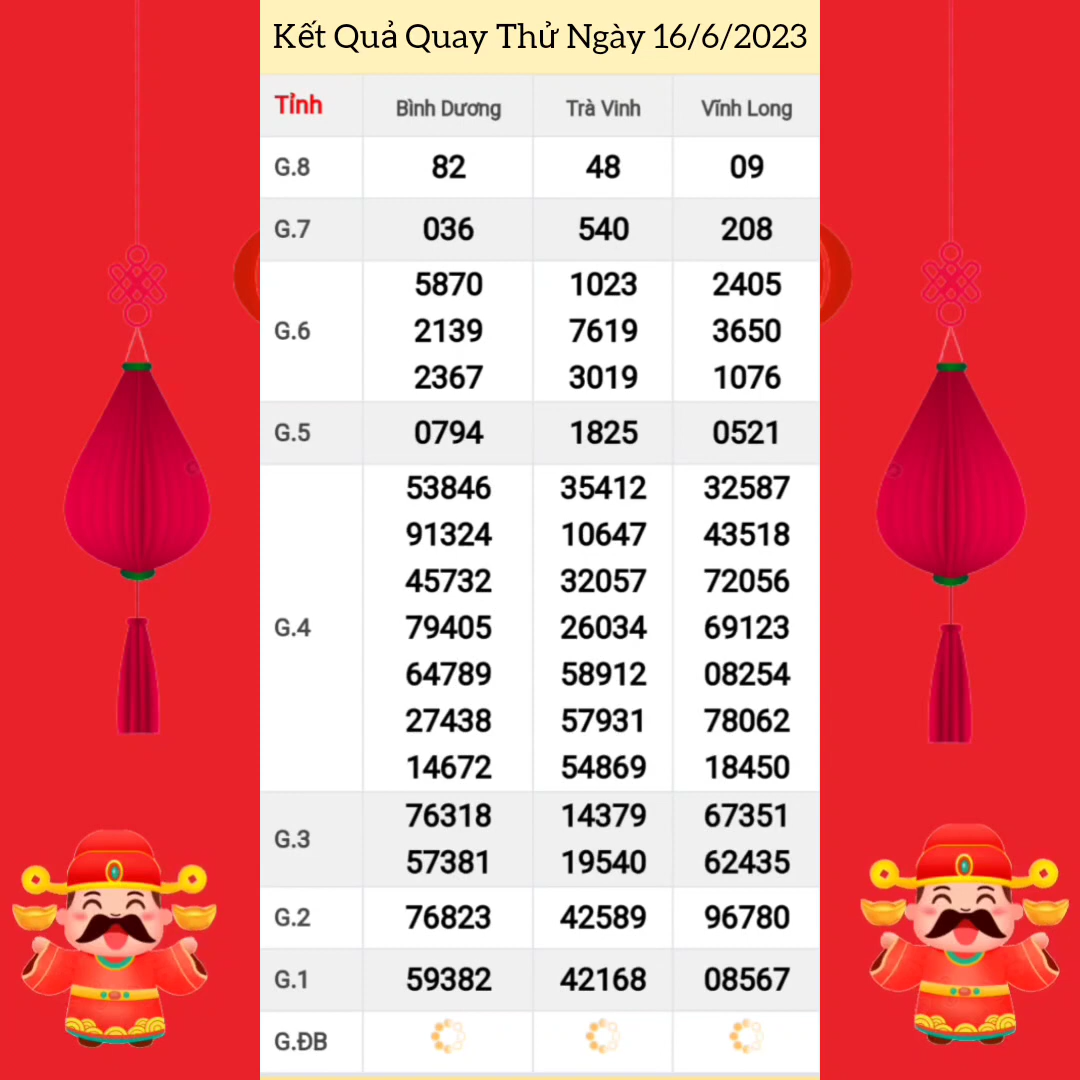 Kết Quả Quay Thử Ngày 16/6/2023
Tỉnh Bình Dương Trà Vinh Vĩnh Long
G.8 82 48 09
G.7 036 540 208
5870 1023 2405
G.6 2139 7619 3650
2367 3019 1076
G.5 0794 1825 0521
53846 35412 32587
91324 10647 43518
45732 32057 72056
G.4 79405 26034 69123
64789 58912 08254
27438 57931 78062
14672 54869 18450
G.3 76318 14379 67351
57381 19540 62435
G.2 76823 42589 96780
G.1 59382 42168 08567
G.ĐB